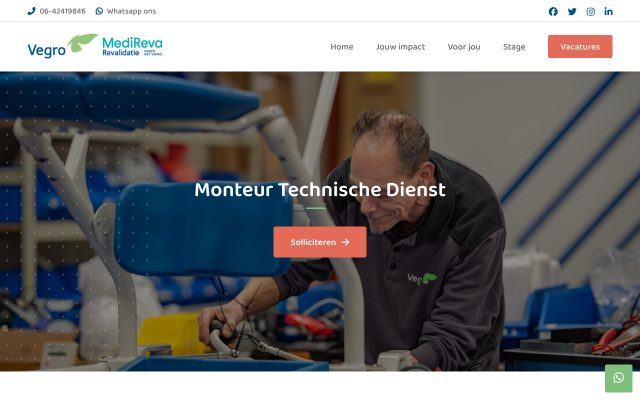 06-42419846 Whatsapp ons
Vegro MediReva
Revalidatie
Home Jouw impact Voor jou Stage Vacatures
Monteur Technische Dienst
Solliciteren
Vegro